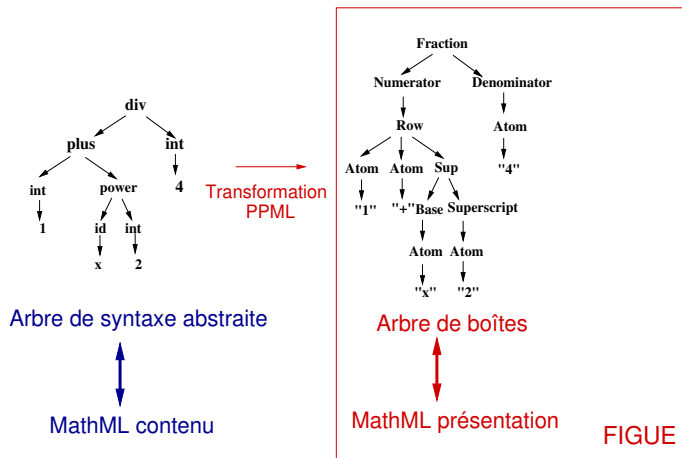 div
plus int
int power 4
1 id int
x 2
Arbre de syntaxe abstraite
MathML contenu
Transformation
PPML
Fraction
Numerator Denominator
Row Atom
Atom Atom Sup "4"
"1" "+" Base Superscript
Atom Atom
"x" "2"
Arbre de boîtes
MathML présentation
FIGUE